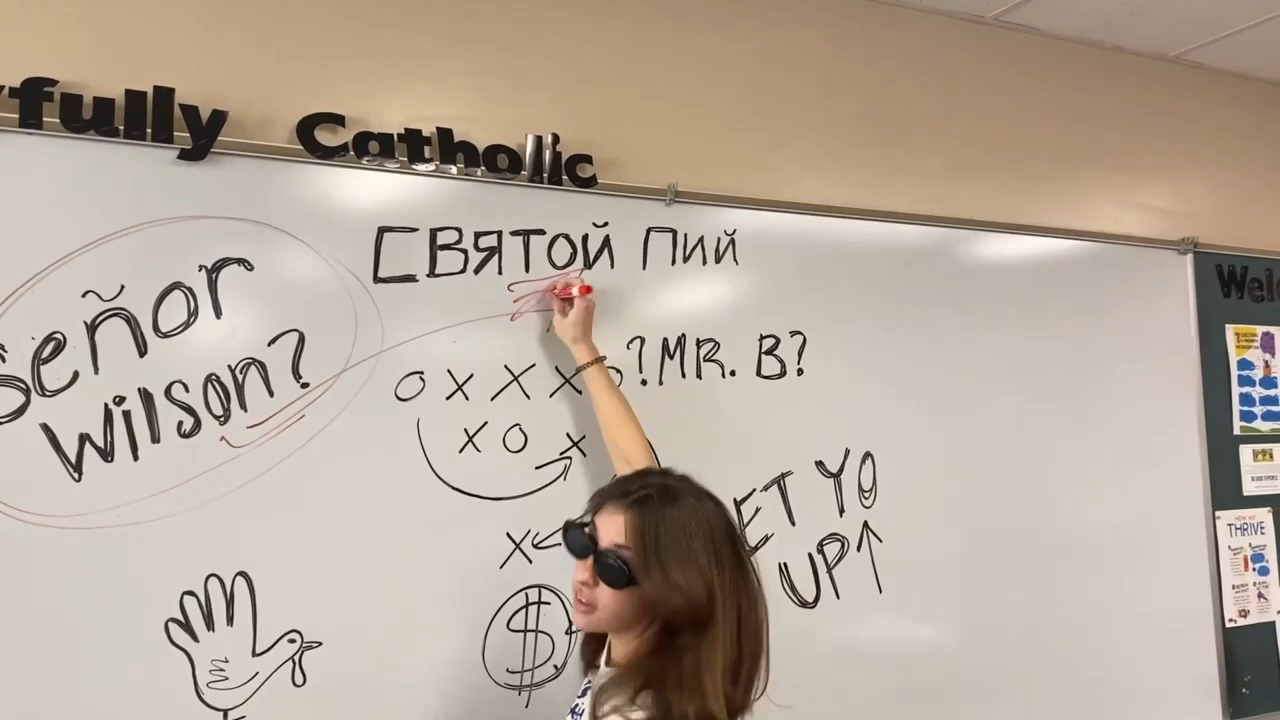 fully Catholic
СВЯТОЙ ПИЙ
Señor
Wilson?
O X X X O ?MR. B?
X O X
X
$
ET YO
UP↑
Wel
THRIVE